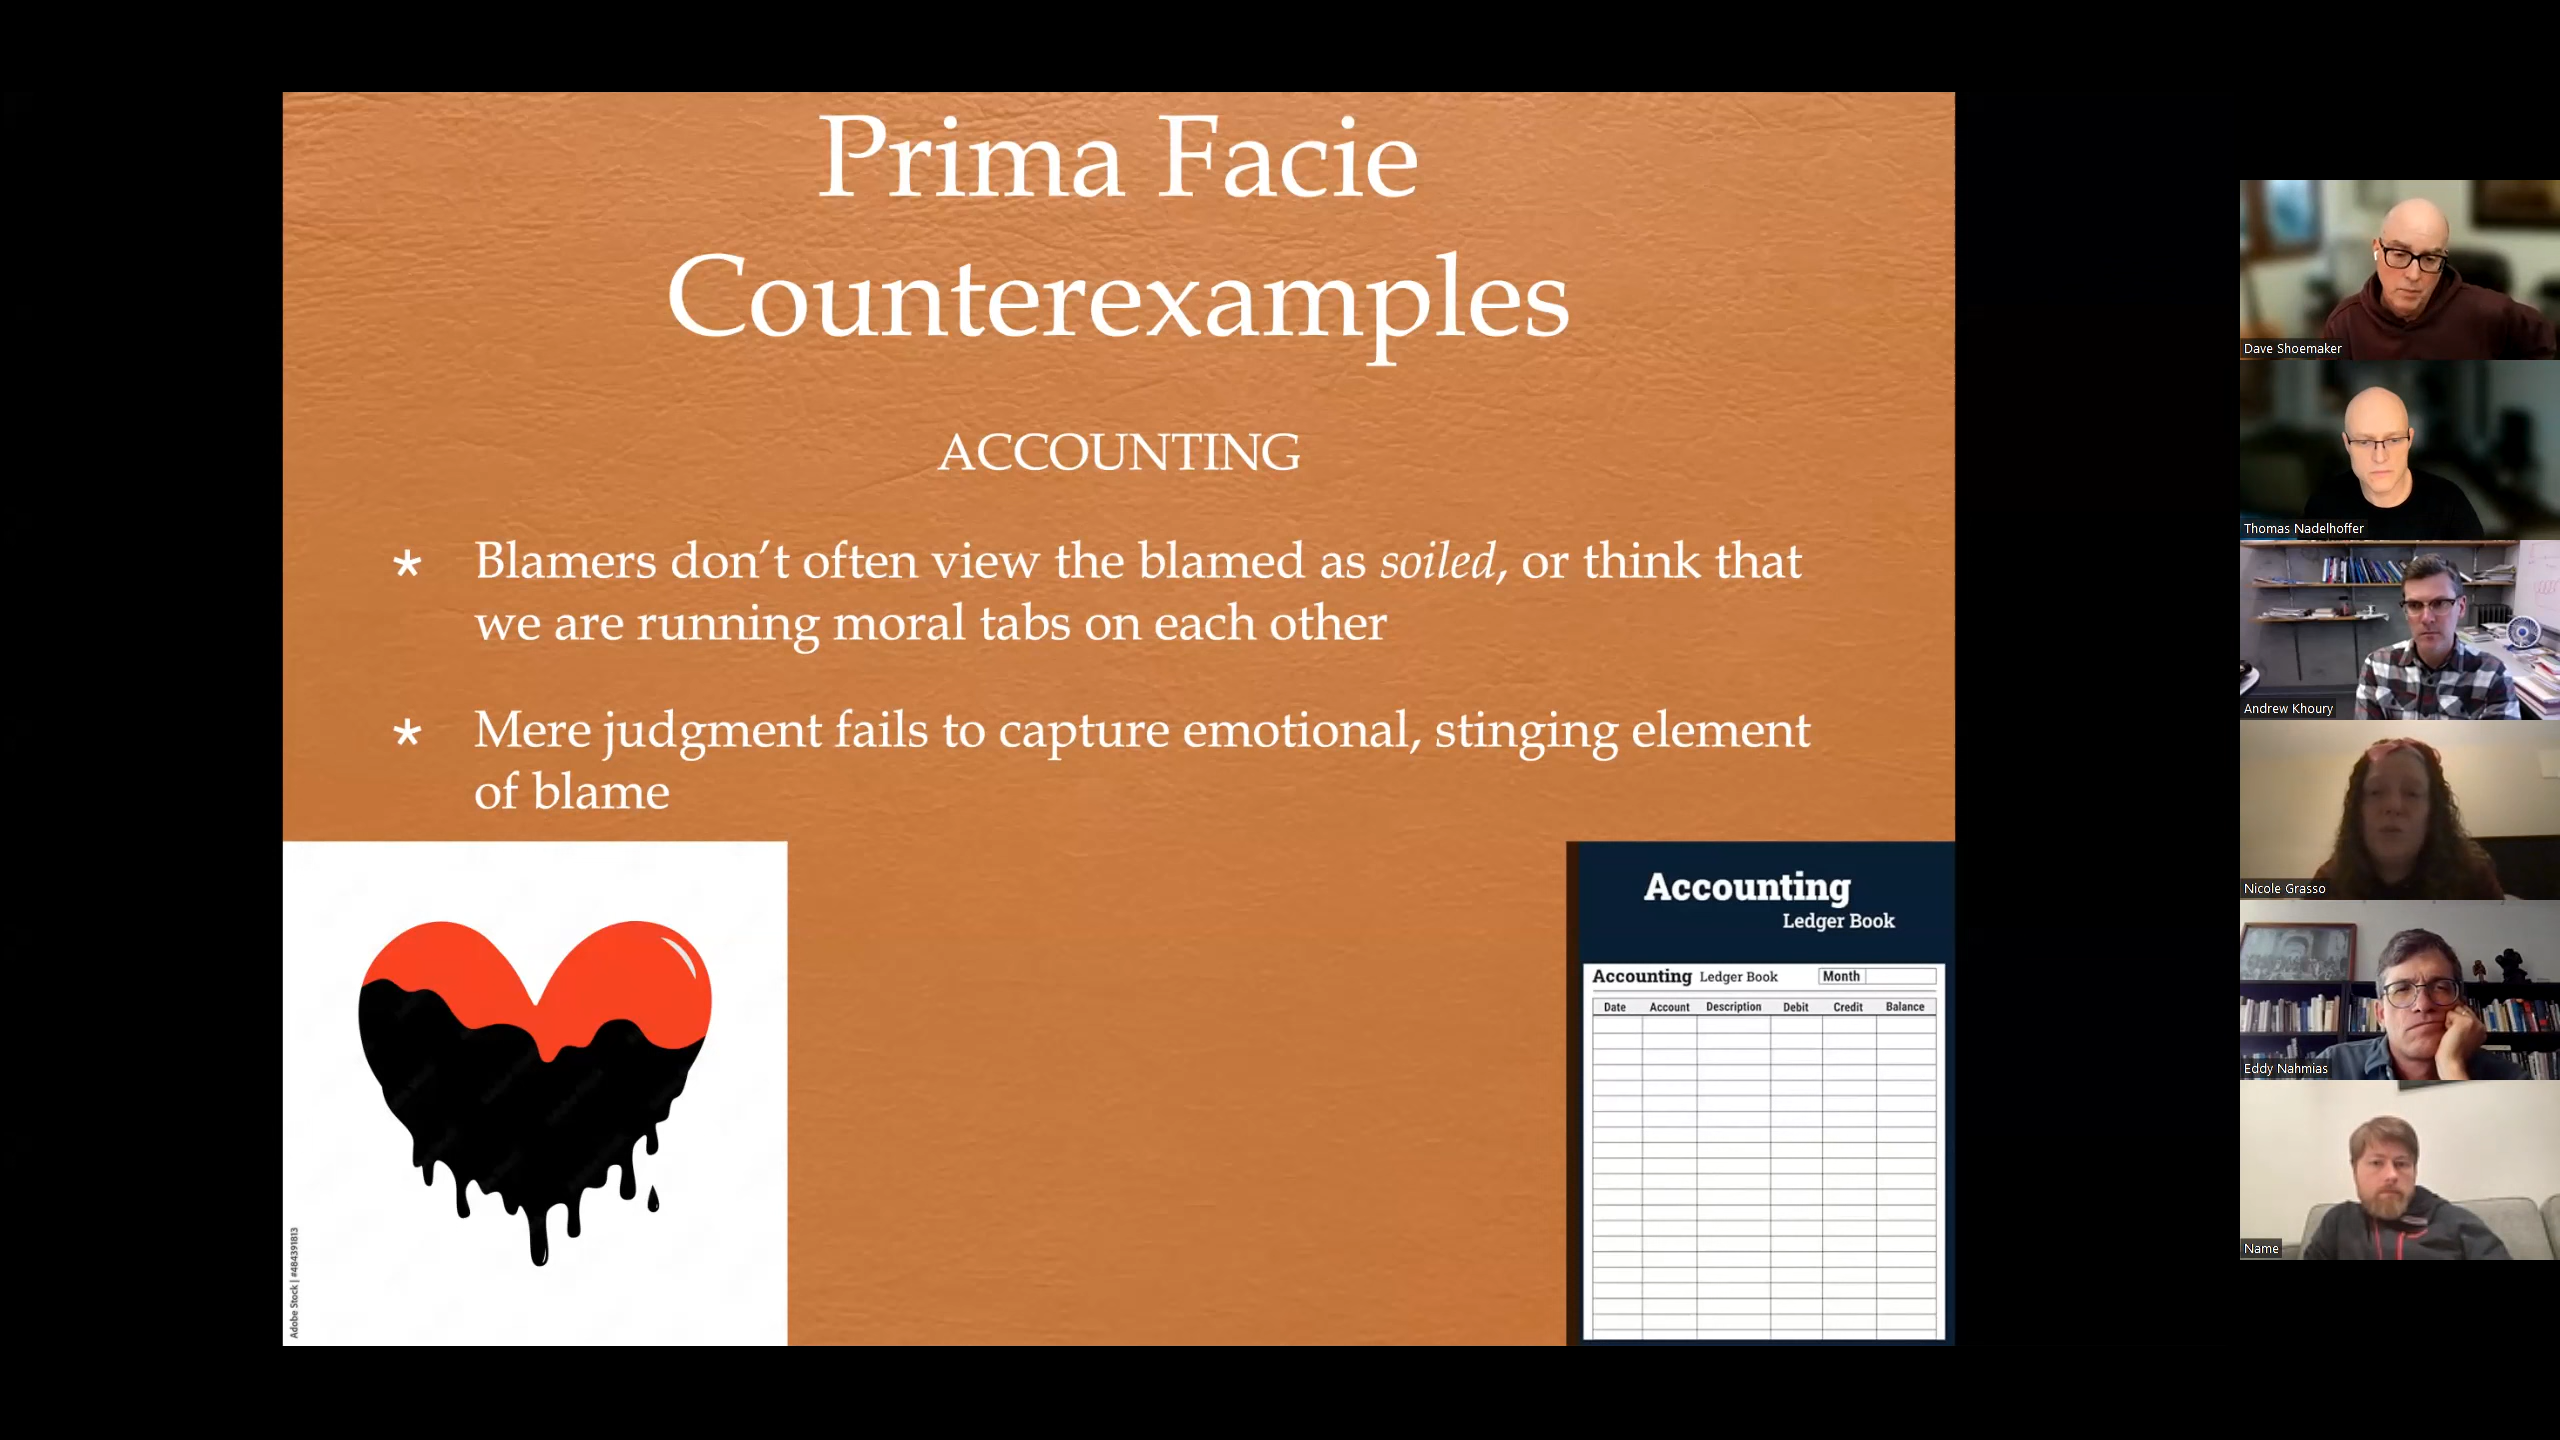 Prima Facie
Counterexamples
ACCOUNTING
* Blamers don’t often view the blamed as soiled, or think that
we are running moral tabs on each other
* Mere judgment fails to capture emotional, stinging element
of blame
Adobe Stock | #484391813
Accounting
Ledger Book
Accounting Ledger Book Month
Date Account Description Debit Credit Balance
Dave Shoemaker
Thomas Nadelhoffer
Andrew Khoury
Nicole Grasso
Eddy Nahmias
Name